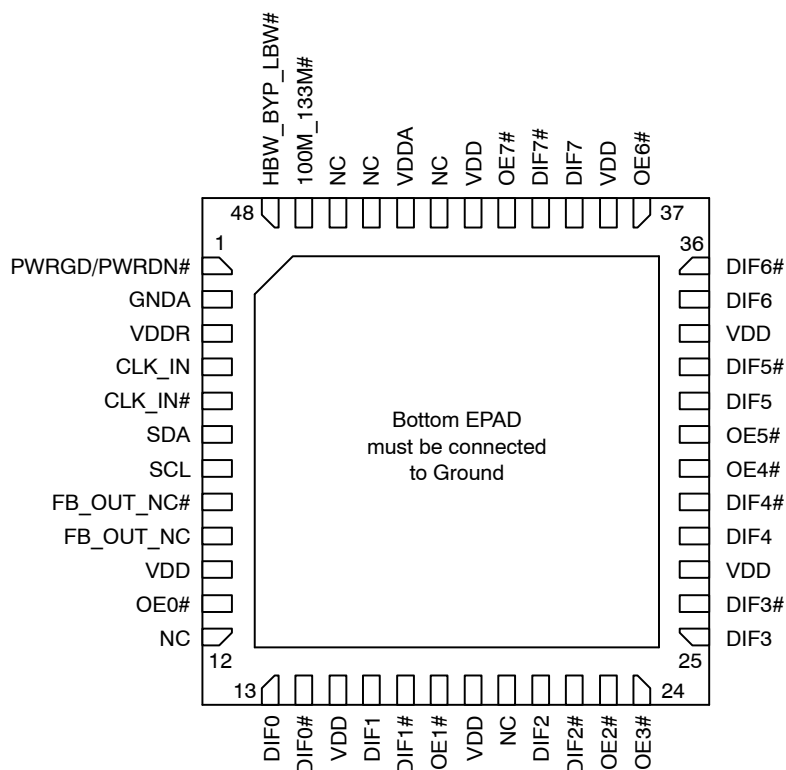 HBW_BYP_LBW#
100M_133M#
NC
NC
VDDA
NC
VDD
OE7#
DIF7#
DIF7
VDD
OE6#
48
37
1
36
PWRGD/PWRDN#
GNDA
VDDR
CLK_IN
CLK_IN#
SDA
SCL
FB_OUT_NC#
FB_OUT_NC
VDD
OE0#
NC
Bottom EPAD
must be connected
to Ground
DIF6#
DIF6
VDD
DIF5#
DIF5
OE5#
OE4#
DIF4#
DIF4
VDD
DIF3#
DIF3
12
25
13
24
DIF0
DIF0#
VDD
DIF1
DIF1#
OE1#
VDD
NC
DIF2
DIF2#
OE2#
OE3#